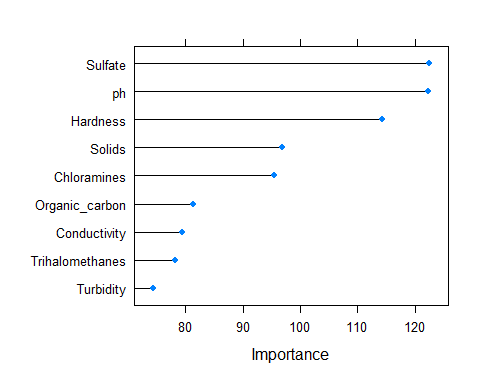 Sulfate
ph
Hardness
Solids
Chloramines
Organic_carbon
Conductivity
Trihalomethanes
Turbidity
80 90 100 110 120
Importance